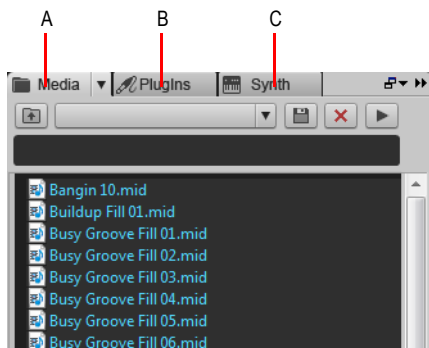 A B C
Media PlugIns Synth
Bangin 10.mid
Buildup Fill 01.mid
Busy Groove Fill 01.mid
Busy Groove Fill 02.mid
Busy Groove Fill 03.mid
Busy Groove Fill 04.mid
Busy Groove Fill 05.mid
Busy Groove Fill 06.mid